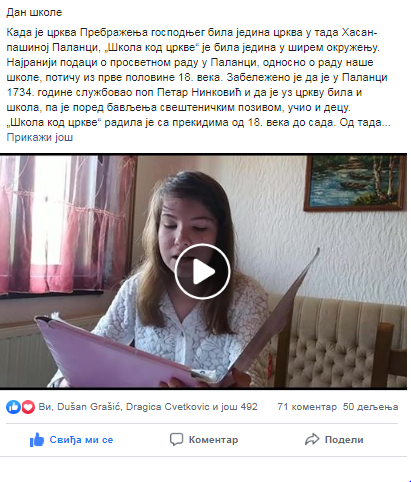 Дан школе
Када је црква Пребражења господњег била једина црква у тада Хасан-
пашиној Паланци, „Школа код цркве“ је била једина у ширем окружењу.
Најранији подаци о просветном раду у Паланци, односно о раду наше
школе, потичу из прве половине 18. века. Забележено је да је у Паланци
1734. године службовао поп Петар Нинковић и да је уз цркву била и
школа, па је поред бављења свештеничким позивом, учио и децу.
„Школа код цркве“ радила је са прекидима од 18. века до сада. Од тада...
Прикажи још
Ви, Dušan Grašić, Dragica Cvetkovic и још 492 71 коментар 50 дељења
Свиђа ми се Коментар Подели